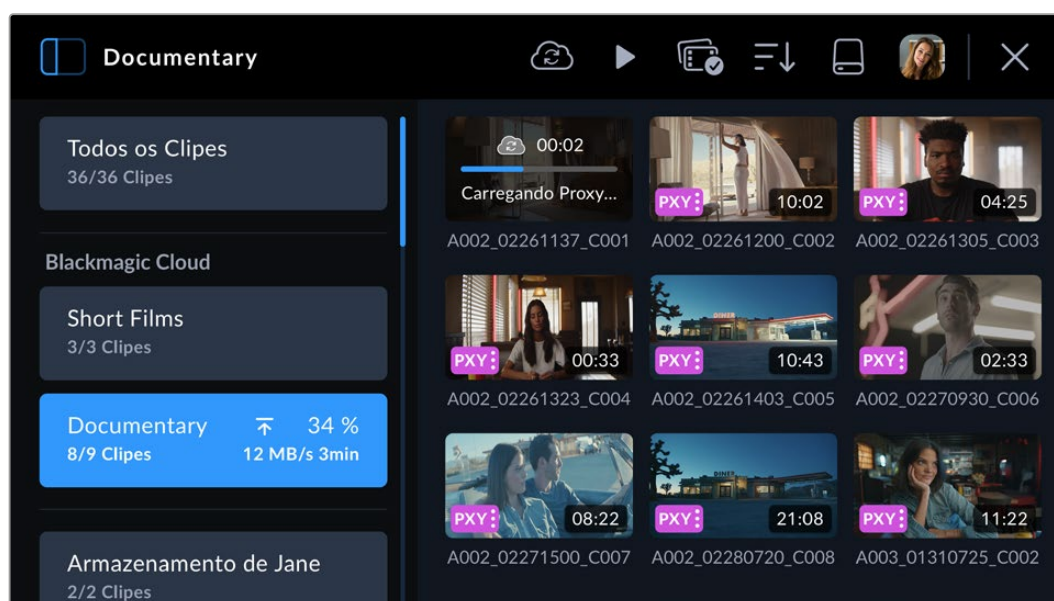 Documentary
Todos os Clipes
36/36 Clipes
Blackmagic Cloud
Short Films
3/3 Clipes
Documentary 34 %
8/9 Clipes 12 MB/s 3min
Armazenamento de Jane
2/2 Clipes
00:02
Carregando Proxy...
PXY 10:02
PXY 04:25
A002_02261137_C001 A002_02261200_C002 A002_02261305_C003
DINER
PXY 00:33
PXY 10:43
PXY 02:33
A002_02261323_C004 A002_02261403_C005 A002_02270930_C006
DINER
PXY 08:22
PXY 21:08
PXY 11:22
A002_02271500_C007 A002_02280720_C008 A003_01310725_C002